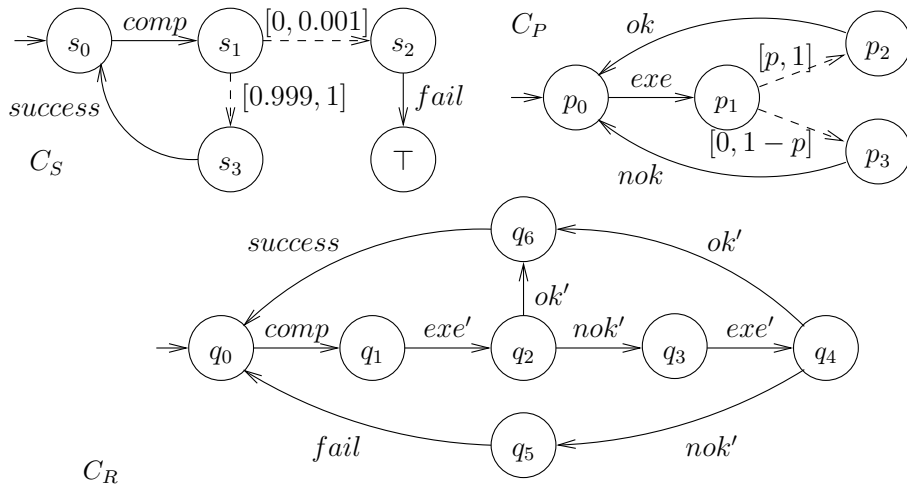 s0 comp s1 [0, 0.001] s2
success [0.999, 1] fail
s3 ⊤
C_S
C_P ok p2
p0 exe p1 [p, 1]
[0, 1 − p] p3
nok
success q6 ok′
ok′
q0 comp q1 exe′ q2 nok′ q3 exe′ q4
fail q5 nok′
C_R